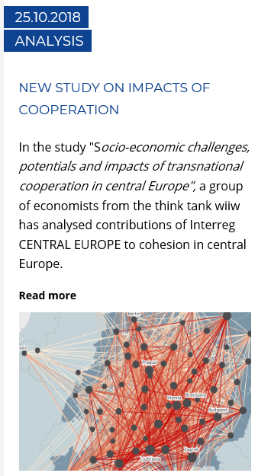 25.10.2018
ANALYSIS
NEW STUDY ON IMPACTS OF
COOPERATION
In the study "Socio-economic challenges,
potentials and impacts of transnational
cooperation in central Europe", a group
of economists from the think tank wiiw
has analysed contributions of Interreg
CENTRAL EUROPE to cohesion in central
Europe.
Read more